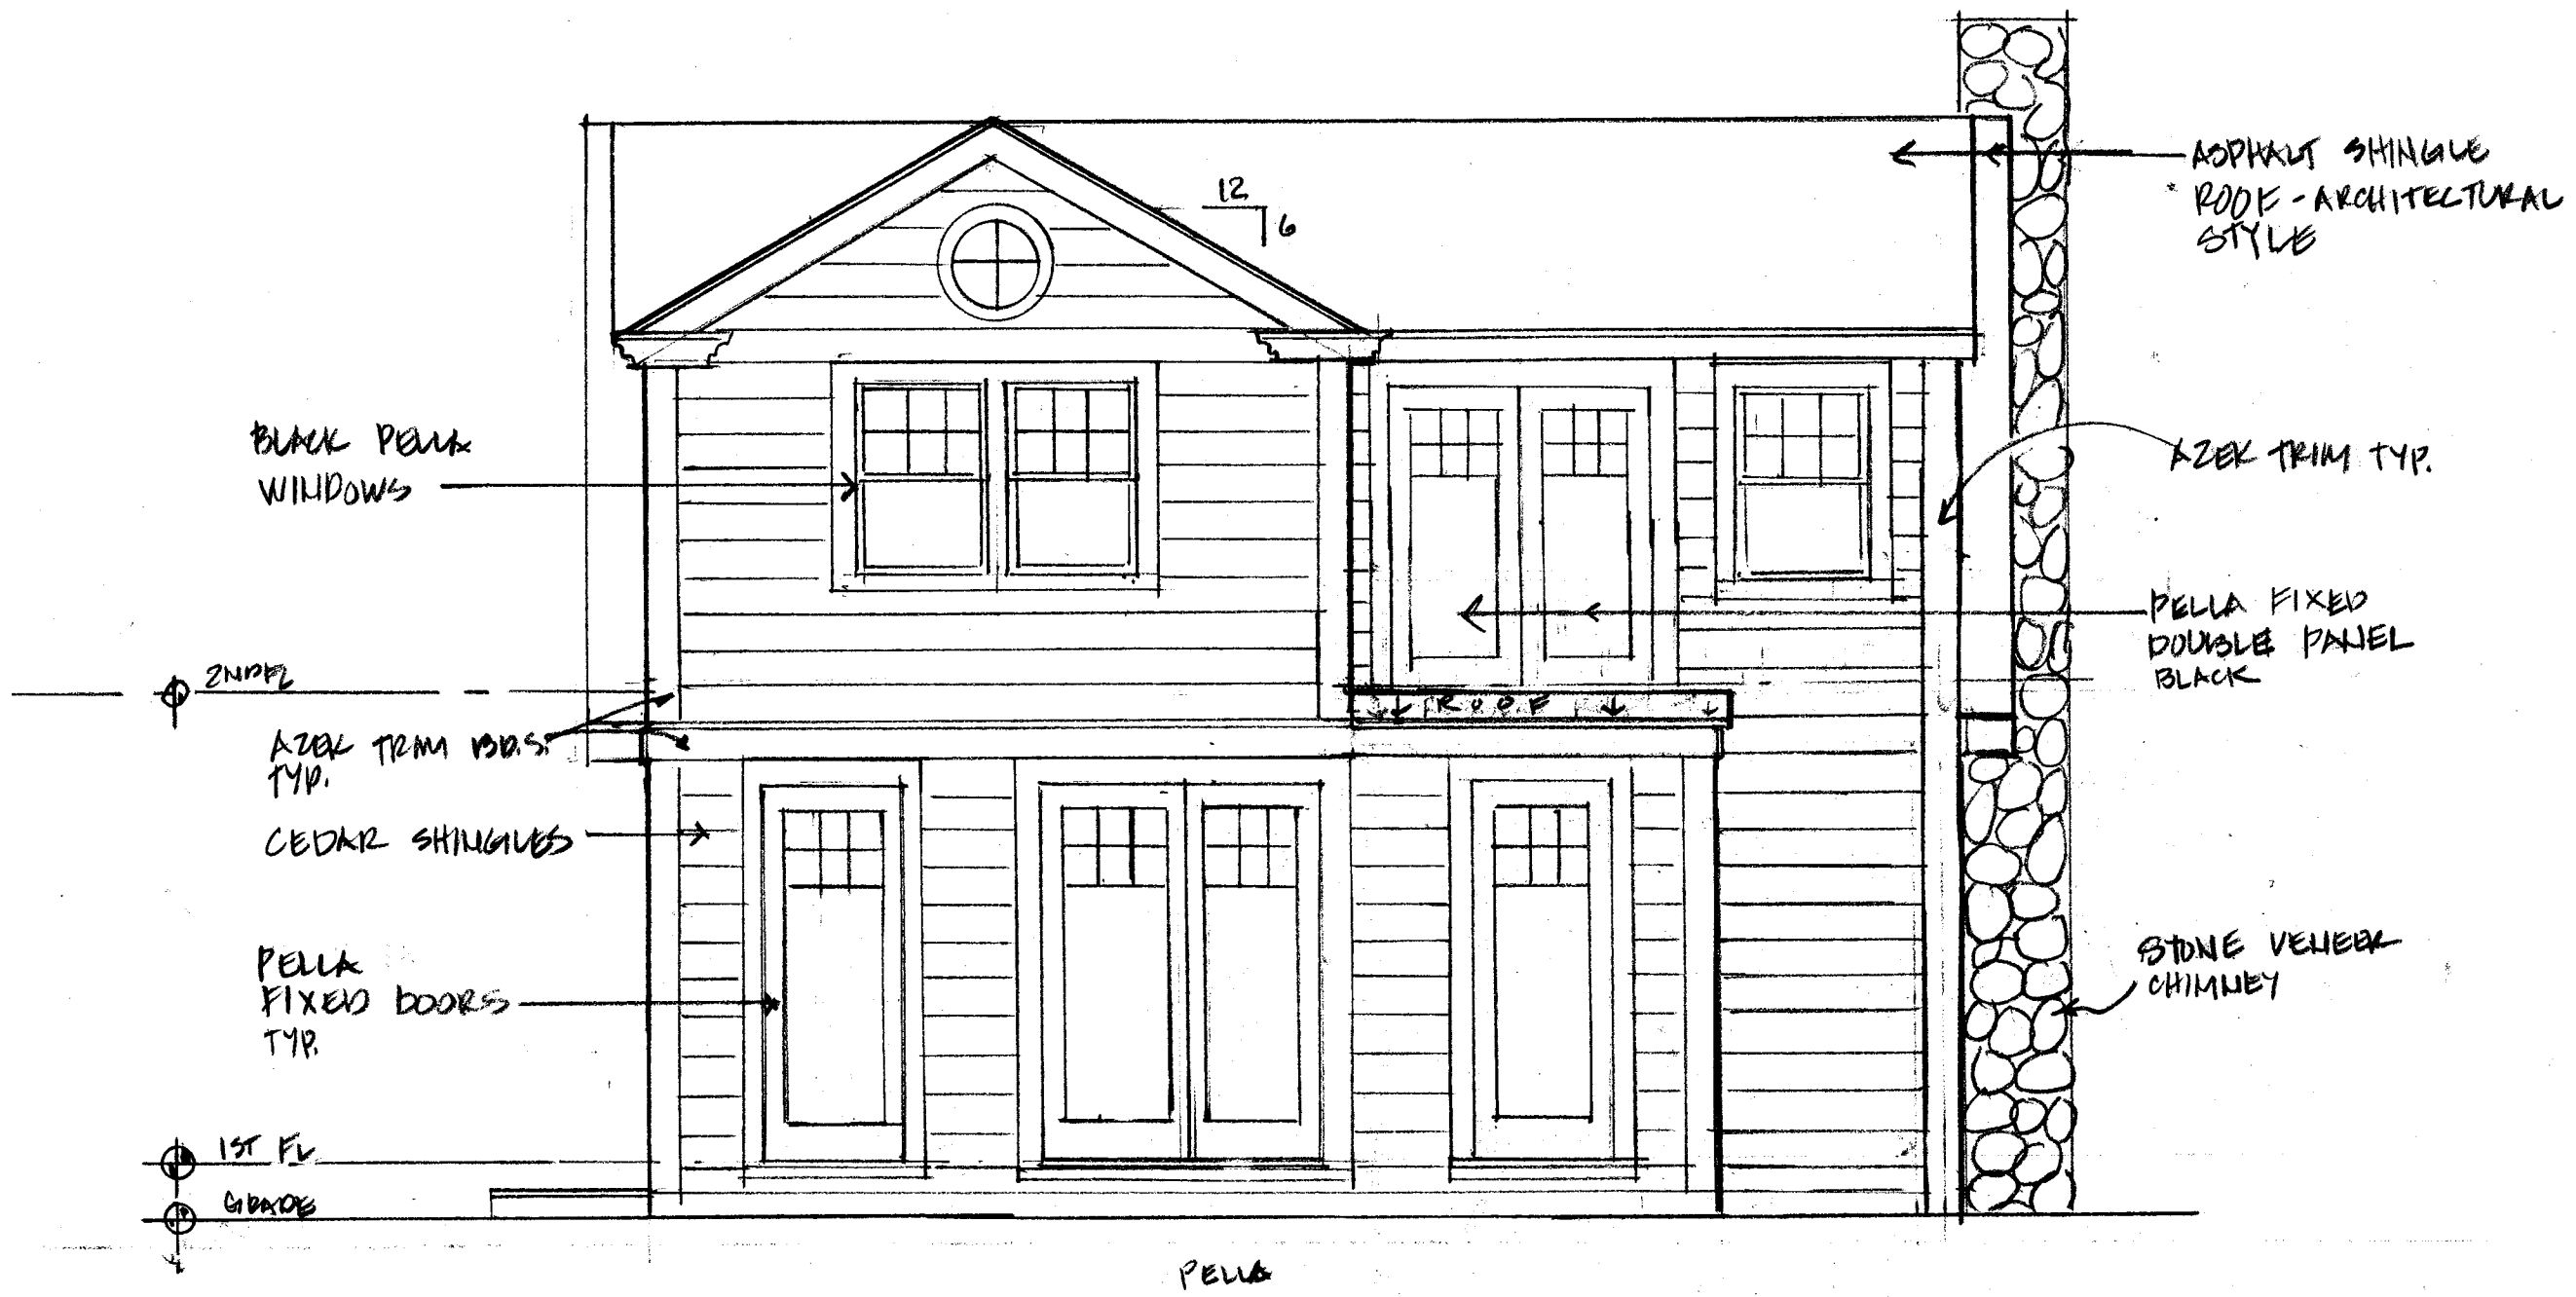 12
6
ASPHALT SHINGLE
ROOF - ARCHITECTURAL
STYLE
BLACK PELLA
WINDOWS
AZEK TRIM TYP.
PELLA FIXED
DOUBLE PANEL
BLACK
2ND FL
ROOF
AZEK TRIM BD.S.
TYP.
CEDAR SHINGLES
PELLA
FIXED DOORS
TYP.
STONE VENEER
CHIMNEY
1ST FL
GRADE
PELLA